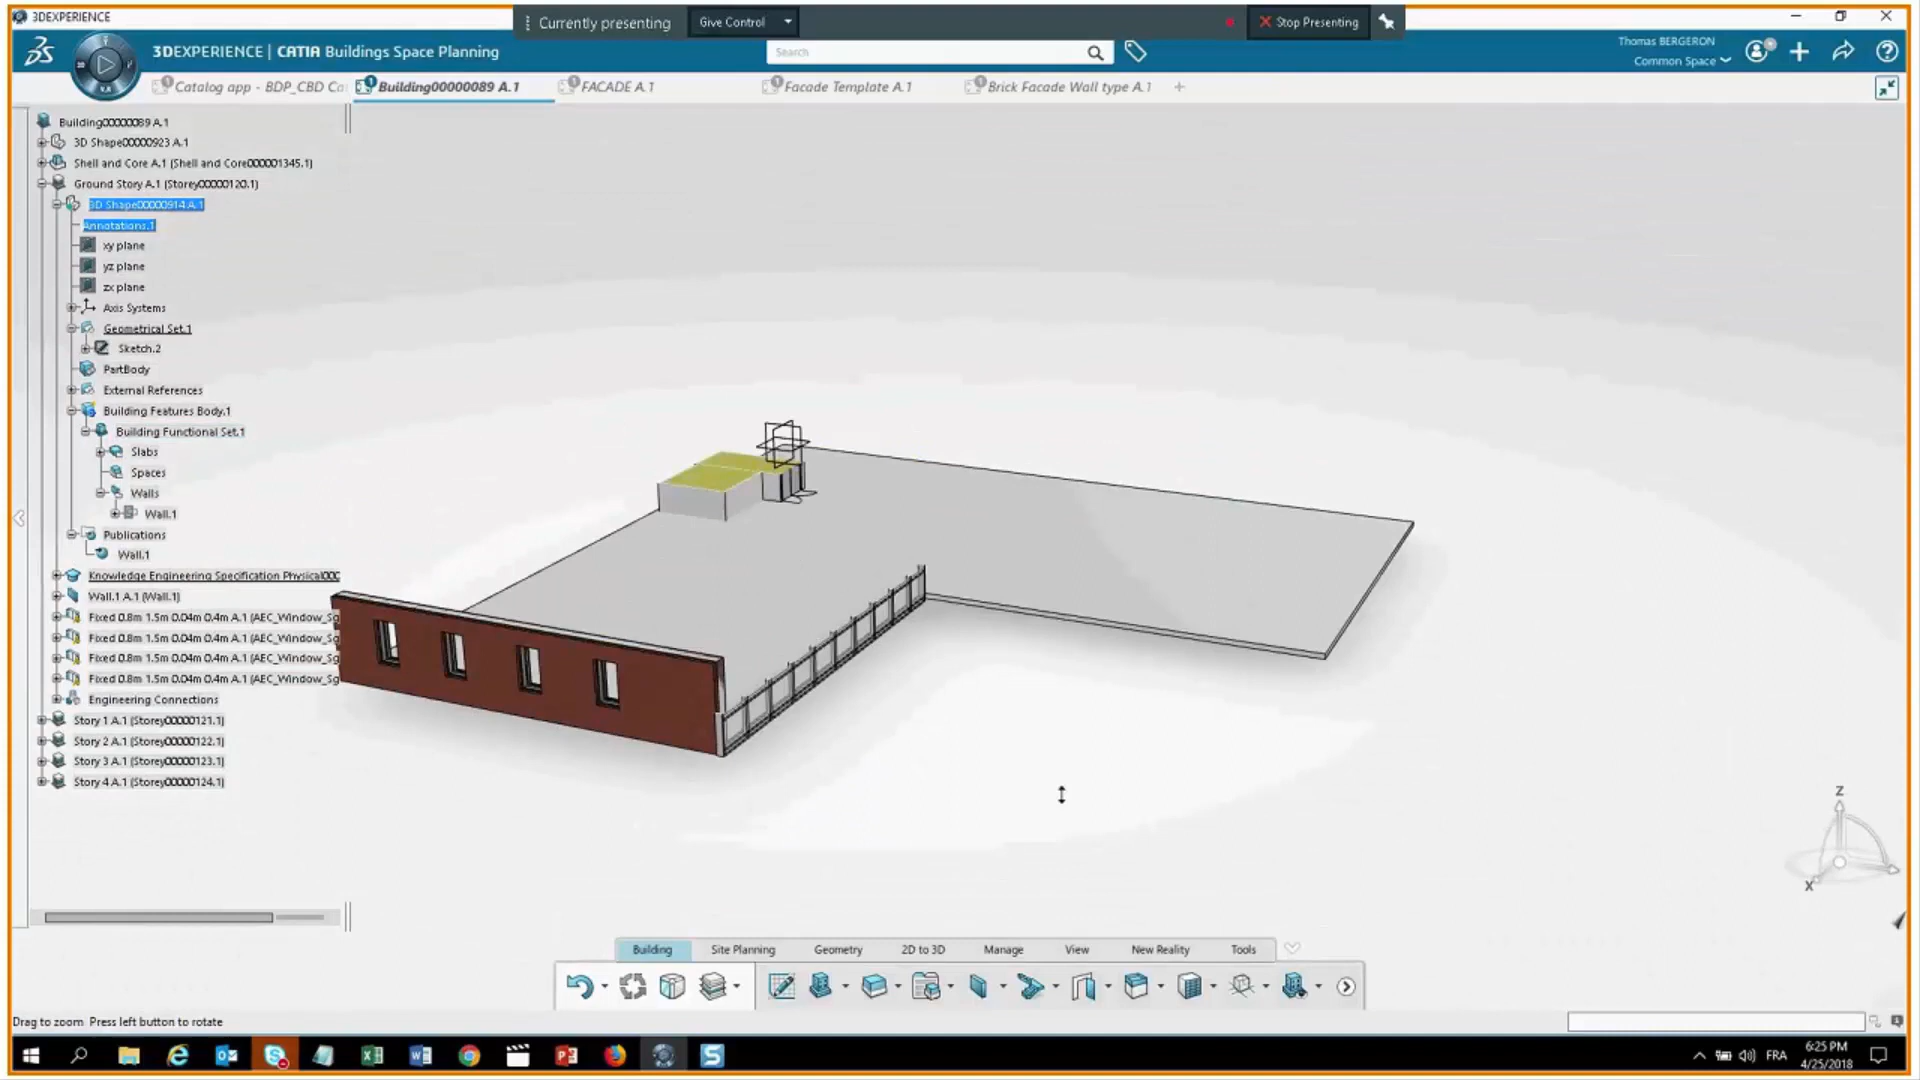 3DEXPERIENCE
Currently presenting
Give Control
Stop Presenting
3DEXPERIENCE | CATIA Buildings Space Planning
Search
Thomas BERGERON
Common Space
Catalog app - BDP_CBD Ca
Building00000089 A.1
FACADE A.1
Facade Template A.1
Brick Facade Wall type A.1
Building00000089 A.1
3D Shape00000923 A.1
Shell and Core A.1 (Shell and Core000001345.1)
Ground Story A.1 (Storey00000120.1)
3D Shape00000914 A.1
Annotations.1
xy plane
yz plane
zx plane
Axis Systems
Geometrical Set.1
Sketch.2
PartBody
External References
Building Features Body.1
Building Functional Set.1
Slabs
Spaces
Walls
Wall.1
Publications
Wall.1
Knowledge Engineering Specification Physical000
Wall.1 A.1 (Wall.1)
Fixed 0.8m 1.5m 0.04m 0.4m A.1 (AEC_Window_Sg
Fixed 0.8m 1.5m 0.04m 0.4m A.1 (AEC_Window_Sg
Fixed 0.8m 1.5m 0.04m 0.4m A.1 (AEC_Window_Sg
Fixed 0.8m 1.5m 0.04m 0.4m A.1 (AEC_Window_Sg
Engineering Connections
Story 1 A.1 (Storey00000121.1)
Story 2 A.1 (Storey00000122.1)
Story 3 A.1 (Storey00000123.1)
Story 4 A.1 (Storey00000124.1)
Z
X
Building
Site Planning
Geometry
2D to 3D
Manage
View
New Reality
Tools
Drag to zoom Press left button to rotate
FRA
6:25 PM
4/25/2018